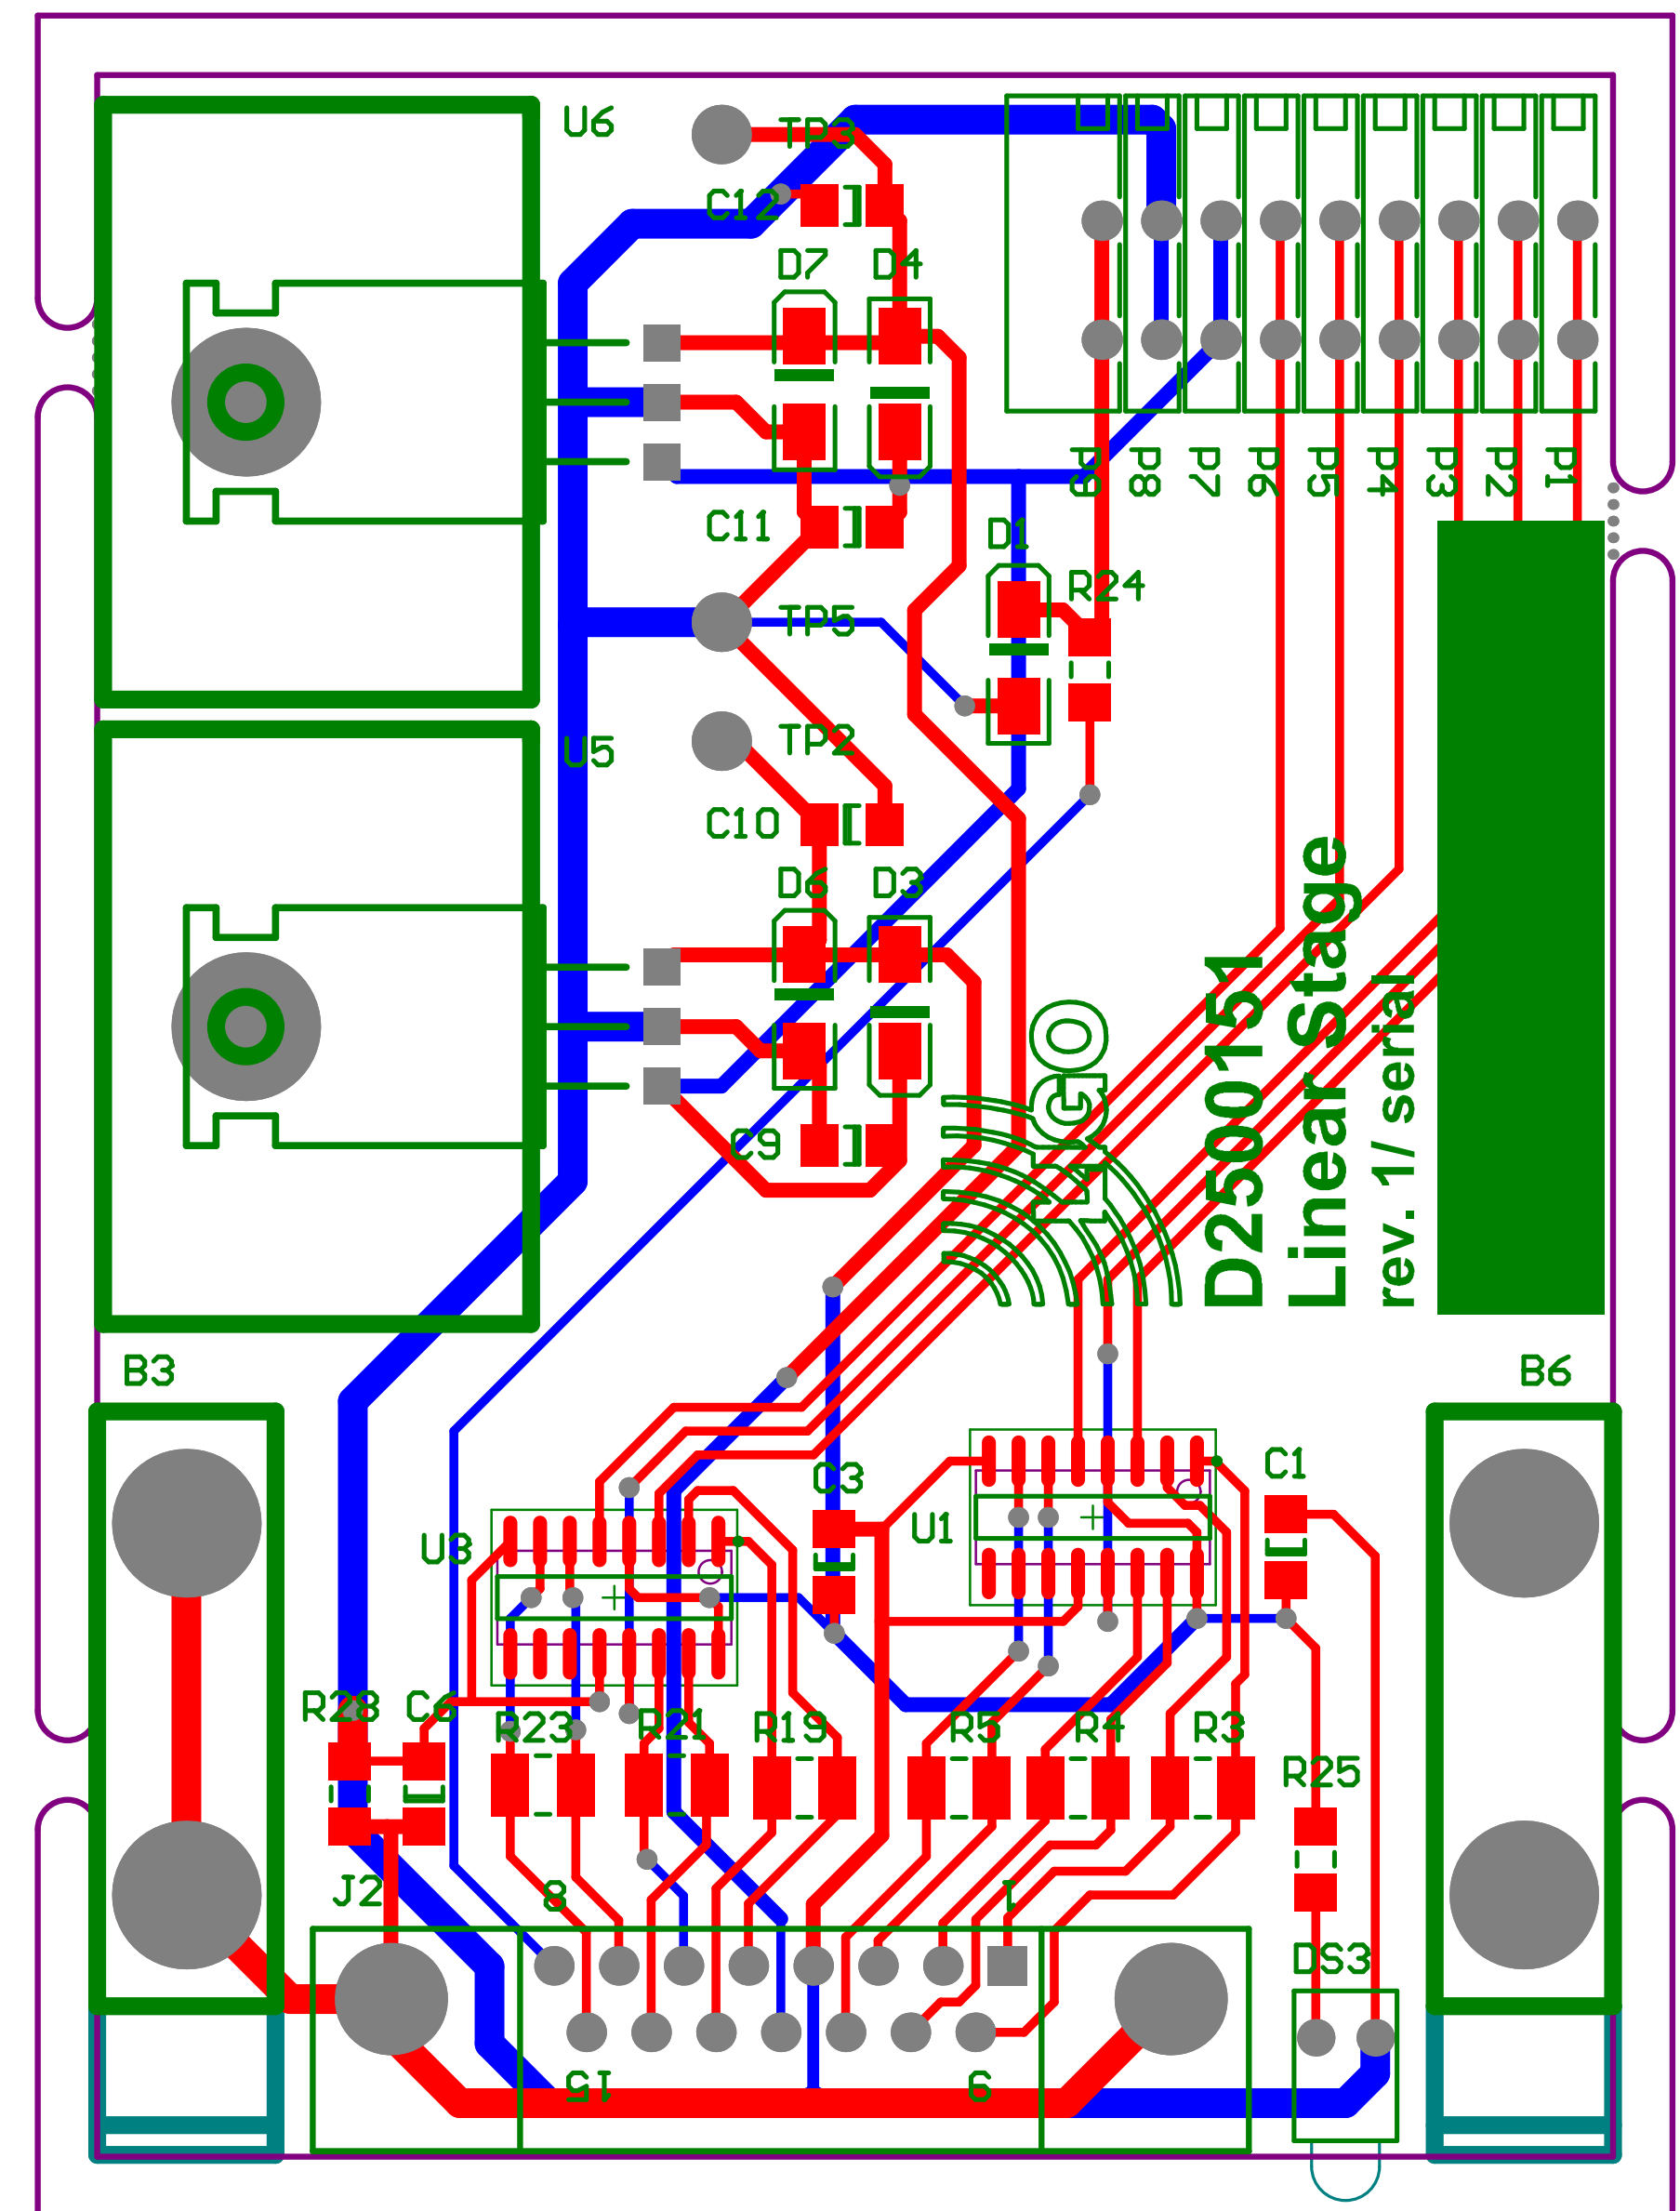 U6
TP3
C12
D7
D4
P9
P8
P7
P6
P5
P4
P3
P2
P1
C11
D1
R24
TP5
TP2
U5
C10
D6
D3
C9
LIGO
D2500151
Linear Stage
rev. 1/ serial
B3
B6
C3
C1
U3
U1
R28
C6
R23
R21
R19
R5
R4
R3
R25
J2
8
1
DS3
15
9